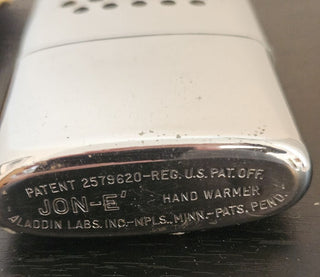 PATENT 2579620-REG. U.S. PAT. OFF.
JON-E' HAND WARMER
ALADDIN LABS. INC.-MPLS., MINN.-PATS. PEND.